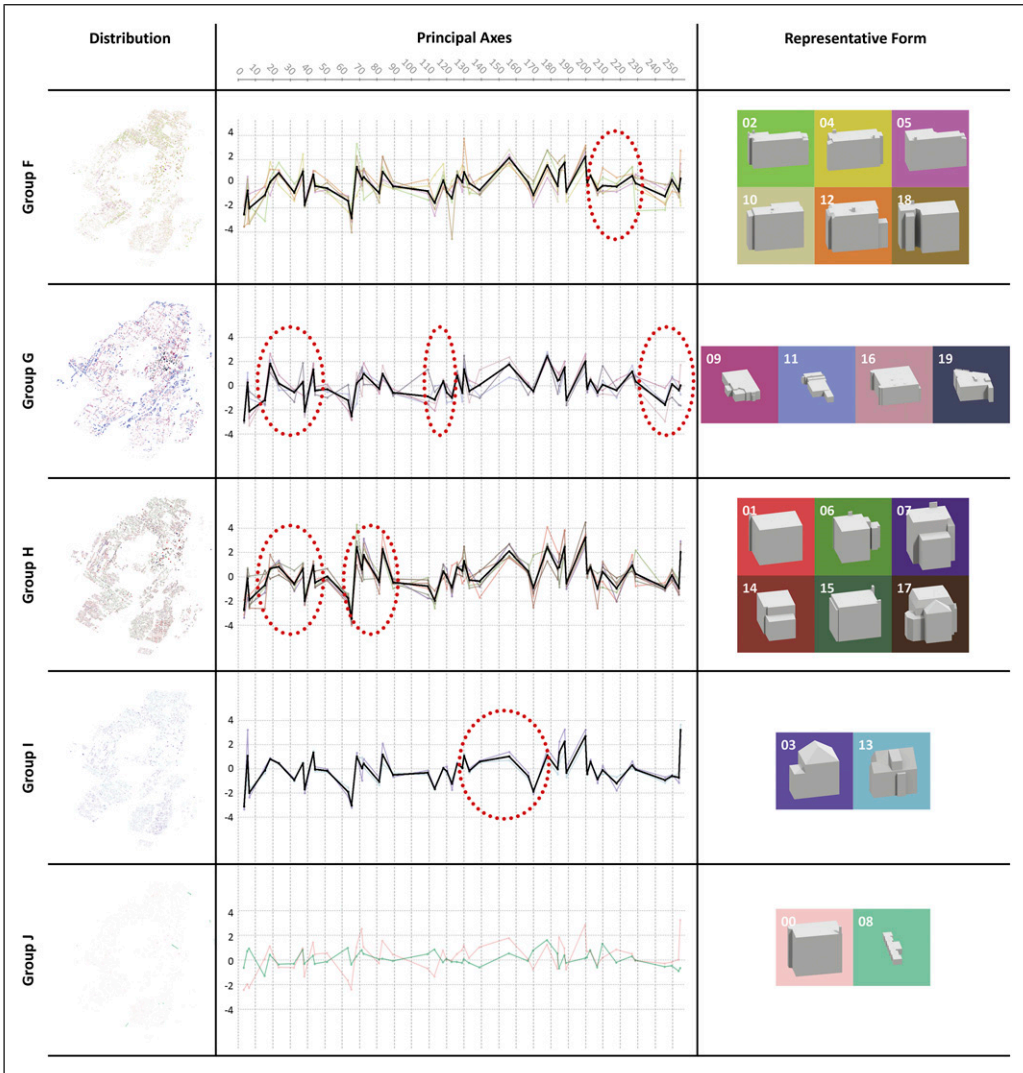 Distribution Principal Axes Representative Form
0 10 20 30 40 50 60 70 80 90 100 110 120 130 140 150 160 170 180 190 200 210 220 230 240 250
Group F
4
2
0
-2
-4
02 04 05
10 12 18
Group G
4
2
0
-2
-4
09 11 16 19
Group H
4
2
0
-2
-4
01 06 07
14 15 17
Group I
4
2
0
-2
-4
03 13
Group J
4
2
0
-2
-4
00 08